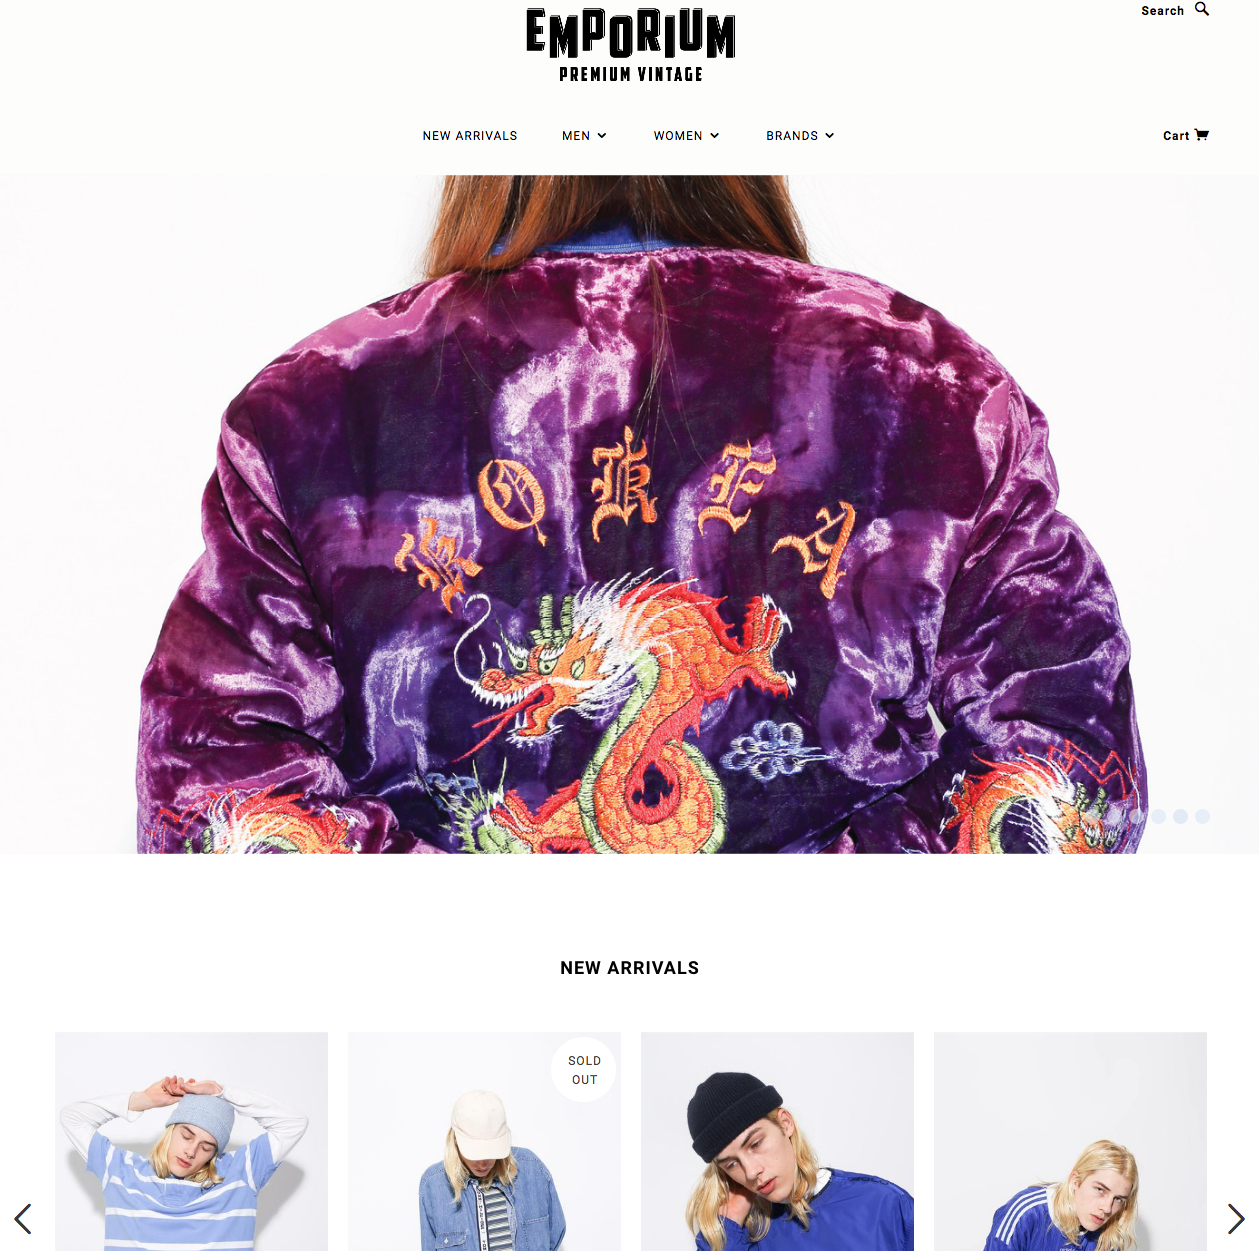 EMPORIUM
PREMIUM VINTAGE
Search
NEW ARRIVALS
MEN
WOMEN
BRANDS
Cart
KOREA
NEW ARRIVALS
SOLD
OUT